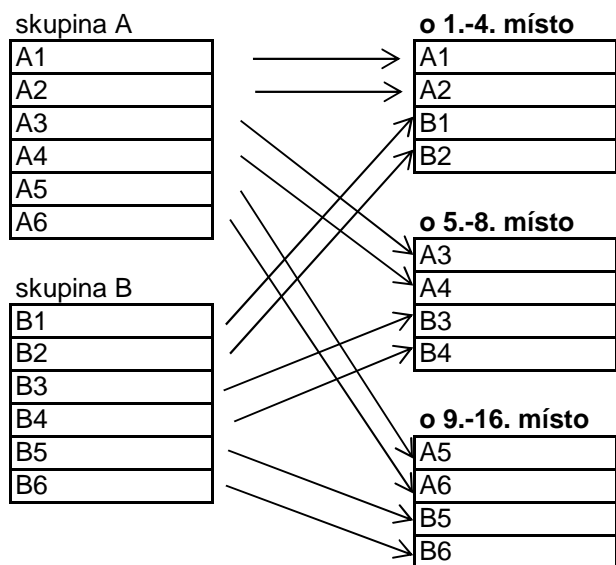 skupina A
A1
A2
A3
A4
A5
A6
skupina B
B1
B2
B3
B4
B5
B6
o 1.-4. místo
A1
A2
B1
B2
o 5.-8. místo
A3
A4
B3
B4
o 9.-16. místo
A5
A6
B5
B6